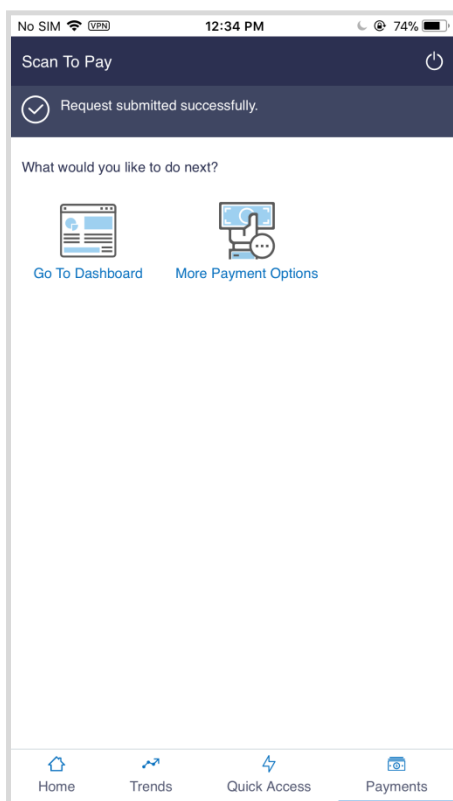 No SIM VPN 12:34 PM 74%
Scan To Pay
Request submitted successfully.
What would you like to do next?
Go To Dashboard More Payment Options
Home Trends Quick Access Payments